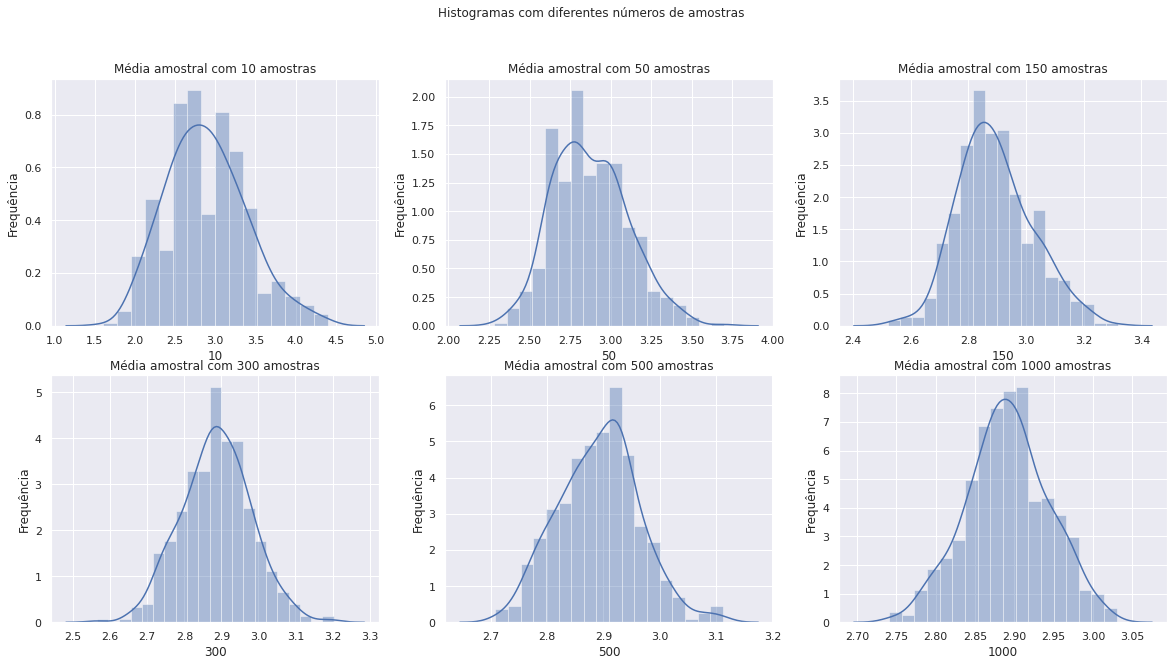 Histogramas com diferentes números de amostras
Média amostral com 10 amostras
Frequência
0.8
0.6
0.4
0.2
0.0
1.0 1.5 2.0 2.5 3.0 3.5 4.0 4.5 5.0
10
Média amostral com 50 amostras
Frequência
2.00
1.75
1.50
1.25
1.00
0.75
0.50
0.25
0.00
2.00 2.25 2.50 2.75 3.00 3.25 3.50 3.75 4.00
50
Média amostral com 150 amostras
Frequência
3.5
3.0
2.5
2.0
1.5
1.0
0.5
0.0
2.4 2.6 2.8 3.0 3.2 3.4
150
Média amostral com 300 amostras
Frequência
5
4
3
2
1
0
2.5 2.6 2.7 2.8 2.9 3.0 3.1 3.2 3.3
300
Média amostral com 500 amostras
Frequência
6
5
4
3
2
1
0
2.7 2.8 2.9 3.0 3.1 3.2
500
Média amostral com 1000 amostras
Frequência
8
7
6
5
4
3
2
1
0
2.70 2.75 2.80 2.85 2.90 2.95 3.00 3.05
1000